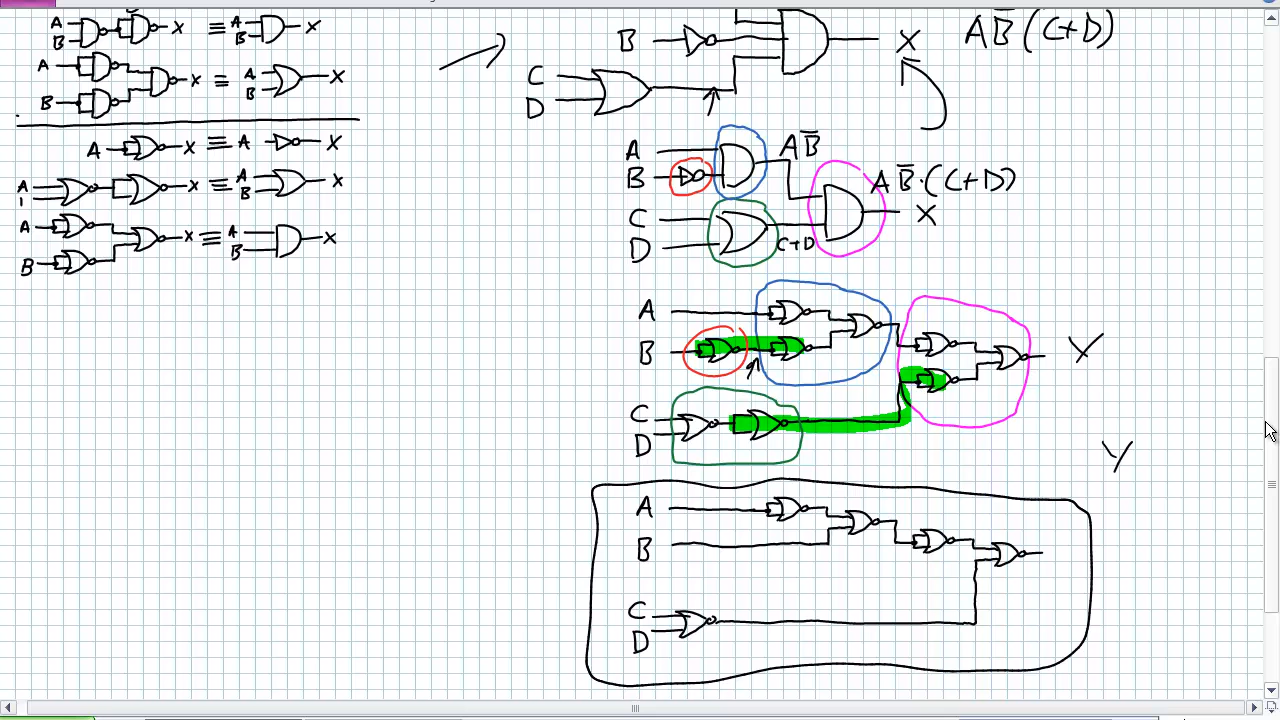 A B X ≡ A B X
A B X ≡ A B X
A X ≡ A X
A X ≡ A B X
A B X ≡ A B X
B C D X AB̅(C+D)
A B AB̅
C D C+D AB̅·(C+D) X
A
B Y
C
D
Y
A
B
C
D